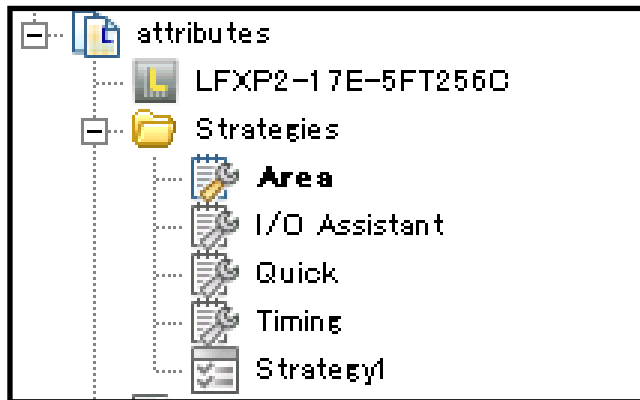 attributes
LFXP2-17E-5FT256C
Strategies
Area
I/O Assistant
Quick
Timing
Strategy1